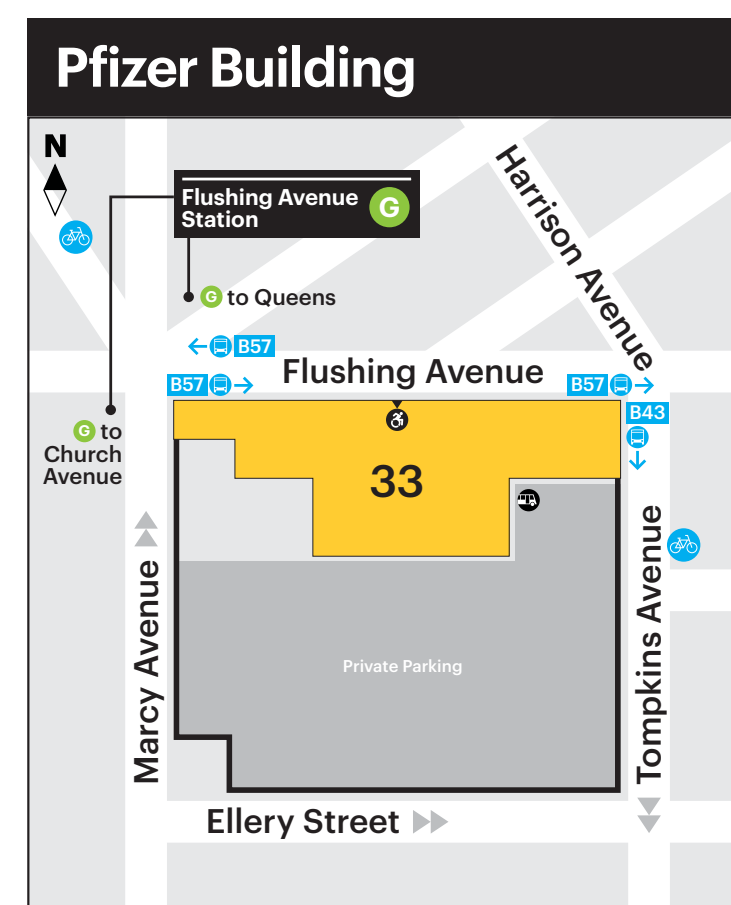 Pfizer Building
N
Flushing Avenue
Station
G
G to Queens
Harrison Avenue
B57
Flushing Avenue
B57
B57
B43
G to
Church
Avenue
33
Marcy Avenue
Tompkins Avenue
Private Parking
Ellery Street